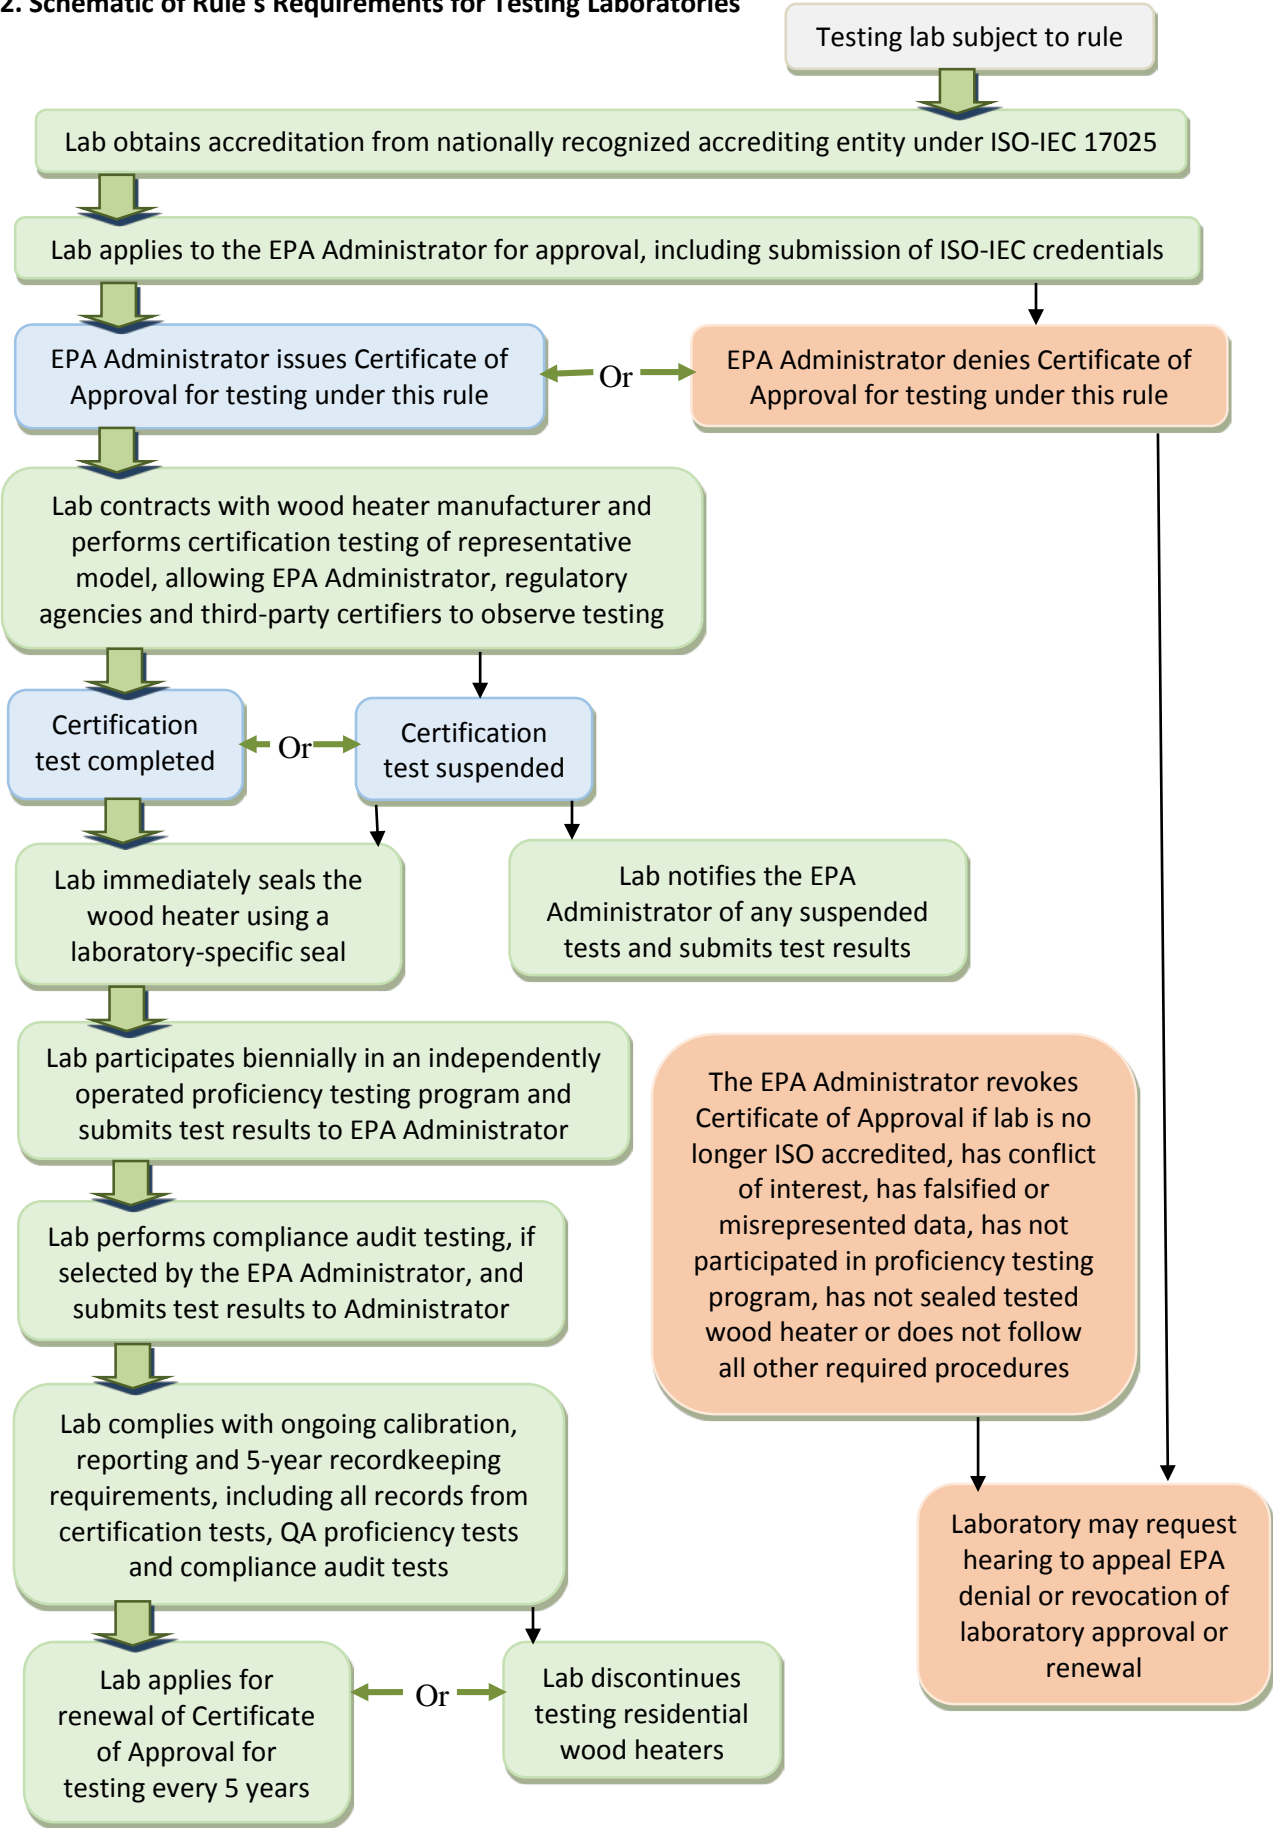 2. Schematic of Rule's Requirements for Testing Laboratories
Testing lab subject to rule
Lab obtains accreditation from nationally recognized accrediting entity under ISO-IEC 17025
Lab applies to the EPA Administrator for approval, including submission of ISO-IEC credentials
EPA Administrator issues Certificate of
Approval for testing under this rule
Or
EPA Administrator denies Certificate of
Approval for testing under this rule
Lab contracts with wood heater manufacturer and
performs certification testing of representative
model, allowing EPA Administrator, regulatory
agencies and third-party certifiers to observe testing
Certification
test completed
Or
Certification
test suspended
Lab immediately seals the
wood heater using a
laboratory-specific seal
Lab notifies the EPA
Administrator of any suspended
tests and submits test results
Lab participates biennially in an independently
operated proficiency testing program and
submits test results to EPA Administrator
The EPA Administrator revokes
Certificate of Approval if lab is no
longer ISO accredited, has conflict
of interest, has falsified or
misrepresented data, has not
participated in proficiency testing
program, has not sealed tested
wood heater or does not follow
all other required procedures
Lab performs compliance audit testing, if
selected by the EPA Administrator, and
submits test results to Administrator
Lab complies with ongoing calibration,
reporting and 5-year recordkeeping
requirements, including all records from
certification tests, QA proficiency tests
and compliance audit tests
Laboratory may request
hearing to appeal EPA
denial or revocation of
laboratory approval or
renewal
Lab applies for
renewal of Certificate
of Approval for
testing every 5 years
Or
Lab discontinues
testing residential
wood heaters